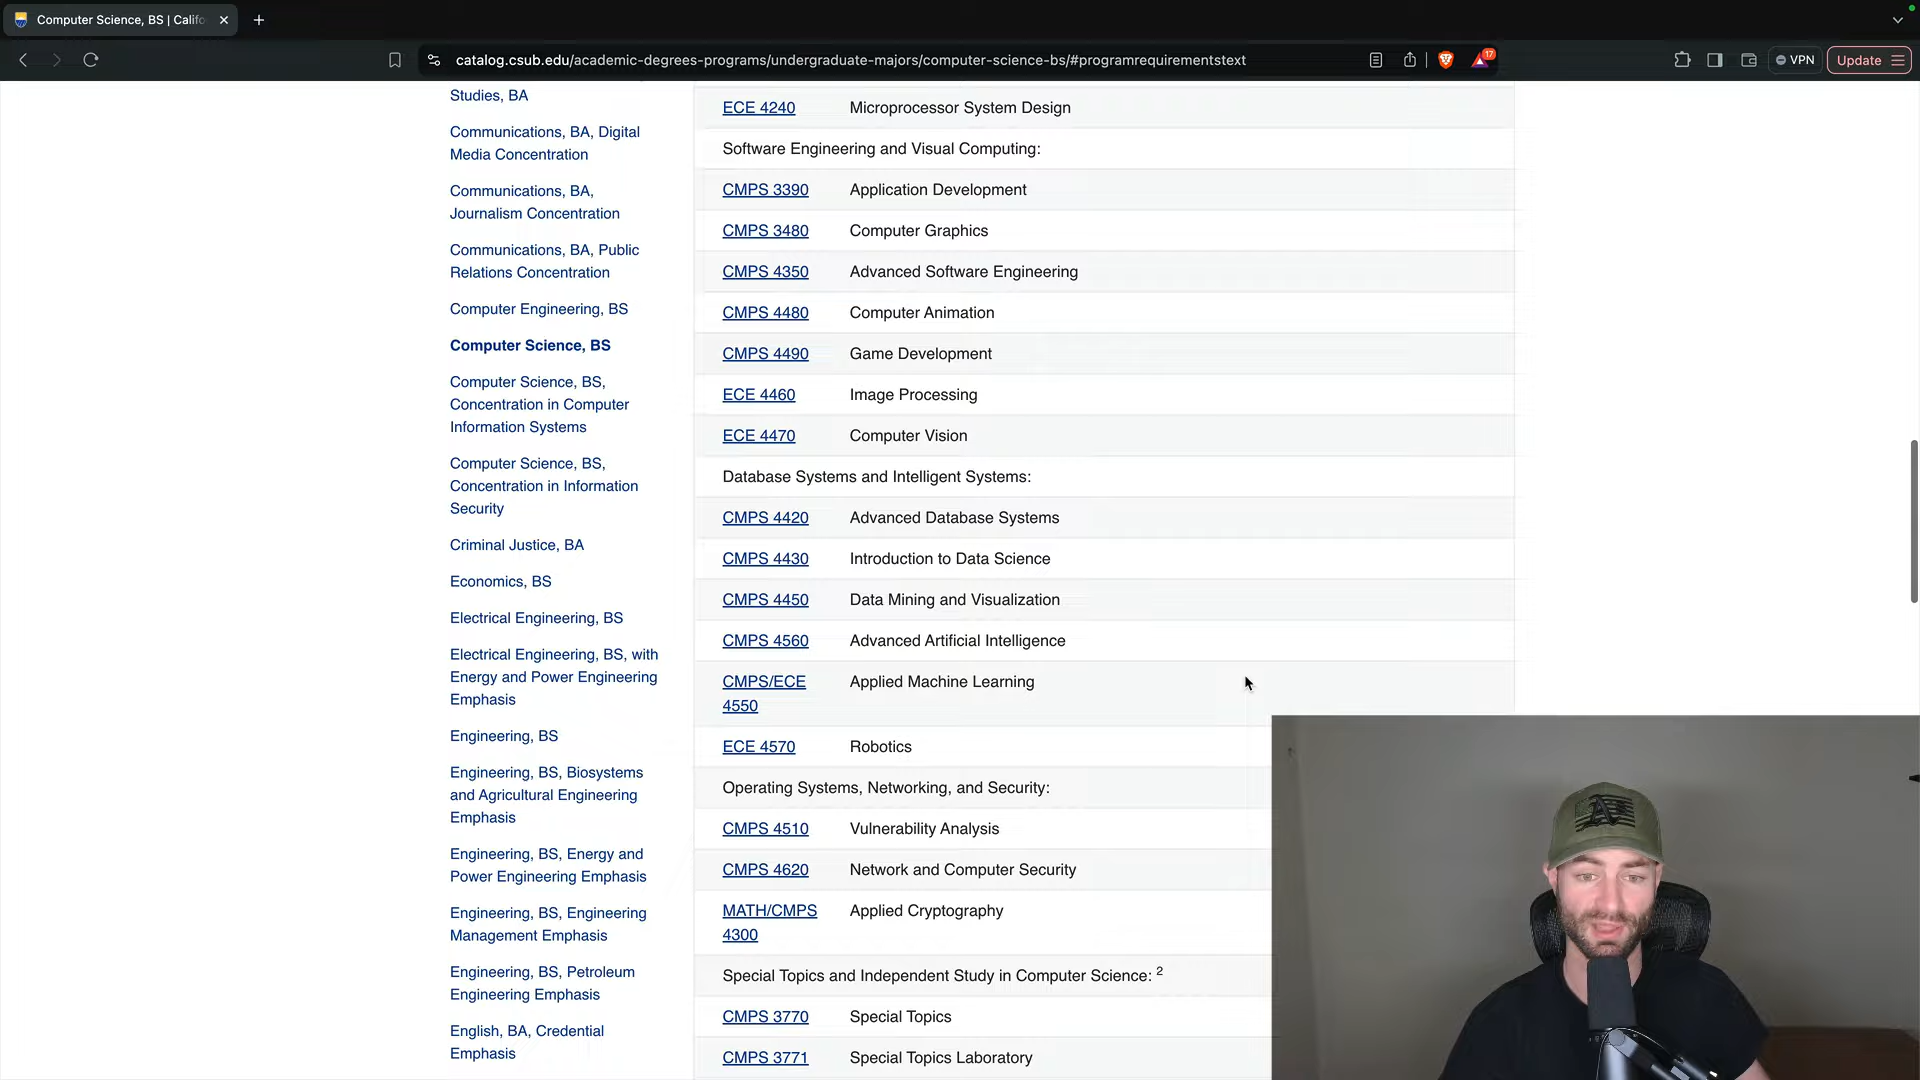 Computer Science, BS | Califo
catalog.csub.edu/academic-degrees-programs/undergraduate-majors/computer-science-bs/#programrequirementstext
17
VPN
Update
Studies, BA
Communications, BA, Digital
Media Concentration
Communications, BA,
Journalism Concentration
Communications, BA, Public
Relations Concentration
Computer Engineering, BS
Computer Science, BS
Computer Science, BS,
Concentration in Computer
Information Systems
Computer Science, BS,
Concentration in Information
Security
Criminal Justice, BA
Economics, BS
Electrical Engineering, BS
Electrical Engineering, BS, with
Energy and Power Engineering
Emphasis
Engineering, BS
Engineering, BS, Biosystems
and Agricultural Engineering
Emphasis
Engineering, BS, Energy and
Power Engineering Emphasis
Engineering, BS, Engineering
Management Emphasis
Engineering, BS, Petroleum
Engineering Emphasis
English, BA, Credential
Emphasis
ECE 4240 Microprocessor System Design
Software Engineering and Visual Computing:
CMPS 3390 Application Development
CMPS 3480 Computer Graphics
CMPS 4350 Advanced Software Engineering
CMPS 4480 Computer Animation
CMPS 4490 Game Development
ECE 4460 Image Processing
ECE 4470 Computer Vision
Database Systems and Intelligent Systems:
CMPS 4420 Advanced Database Systems
CMPS 4430 Introduction to Data Science
CMPS 4450 Data Mining and Visualization
CMPS 4560 Advanced Artificial Intelligence
CMPS/ECE Applied Machine Learning
4550
ECE 4570 Robotics
Operating Systems, Networking, and Security:
CMPS 4510 Vulnerability Analysis
CMPS 4620 Network and Computer Security
MATH/CMPS Applied Cryptography
4300
Special Topics and Independent Study in Computer Science: 2
CMPS 3770 Special Topics
CMPS 3771 Special Topics Laboratory